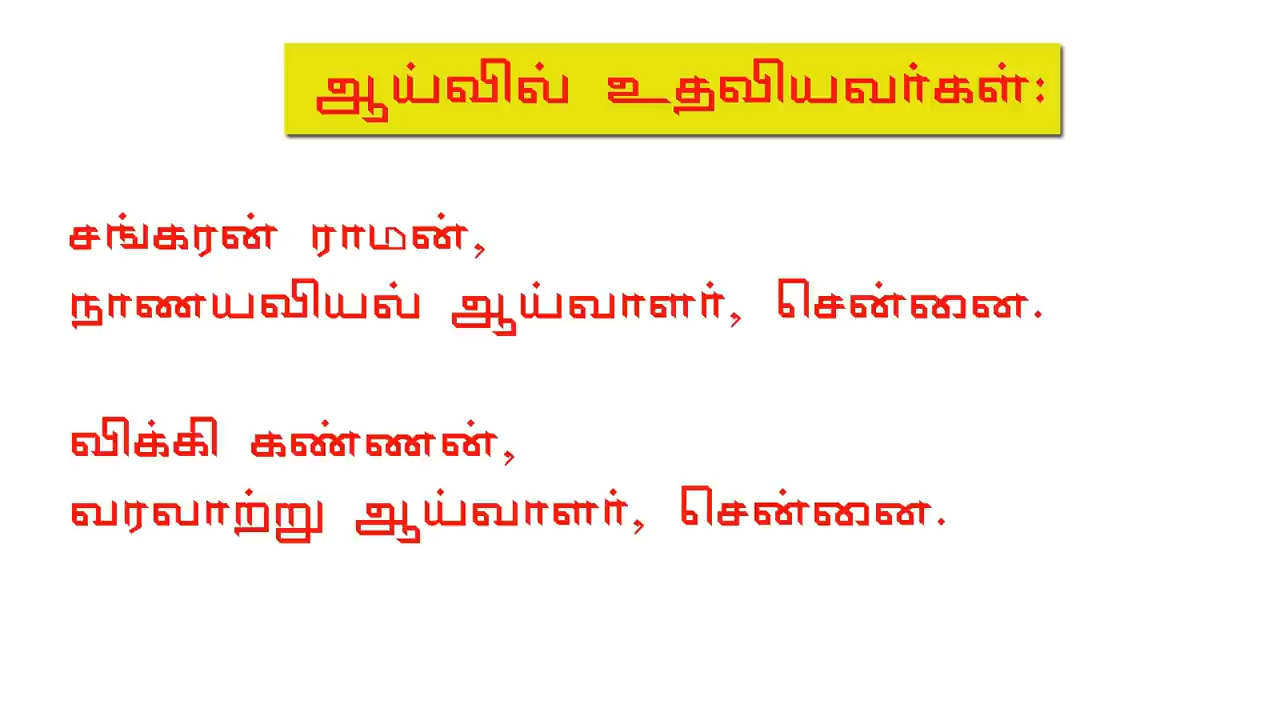 ஆய்வில் உதவியவர்கள்:
சங்கரன் ராமன்,
நாணயவியல் ஆய்வாளர், சென்னை.
விக்கி கண்ணன்,
வரலாற்று ஆய்வாளர், சென்னை.